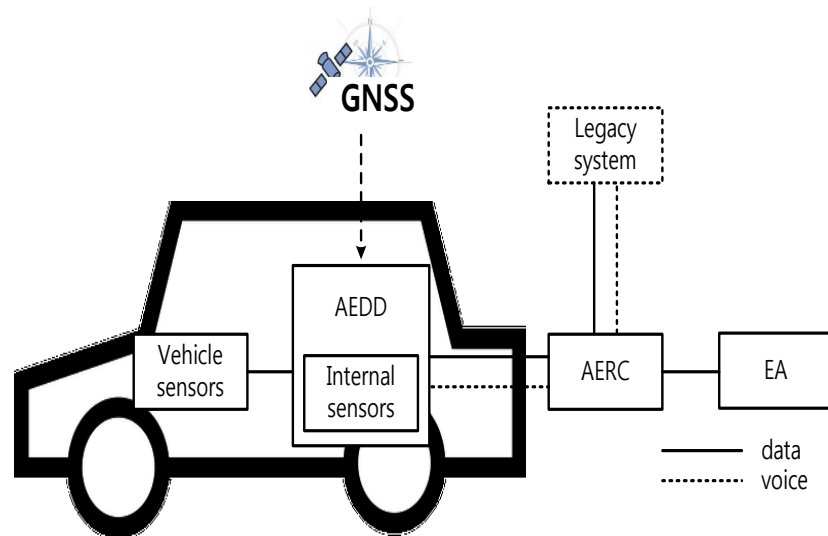 GNSS
Legacy
system
AEDD
Vehicle
sensors
Internal
sensors
AERC
EA
data
voice